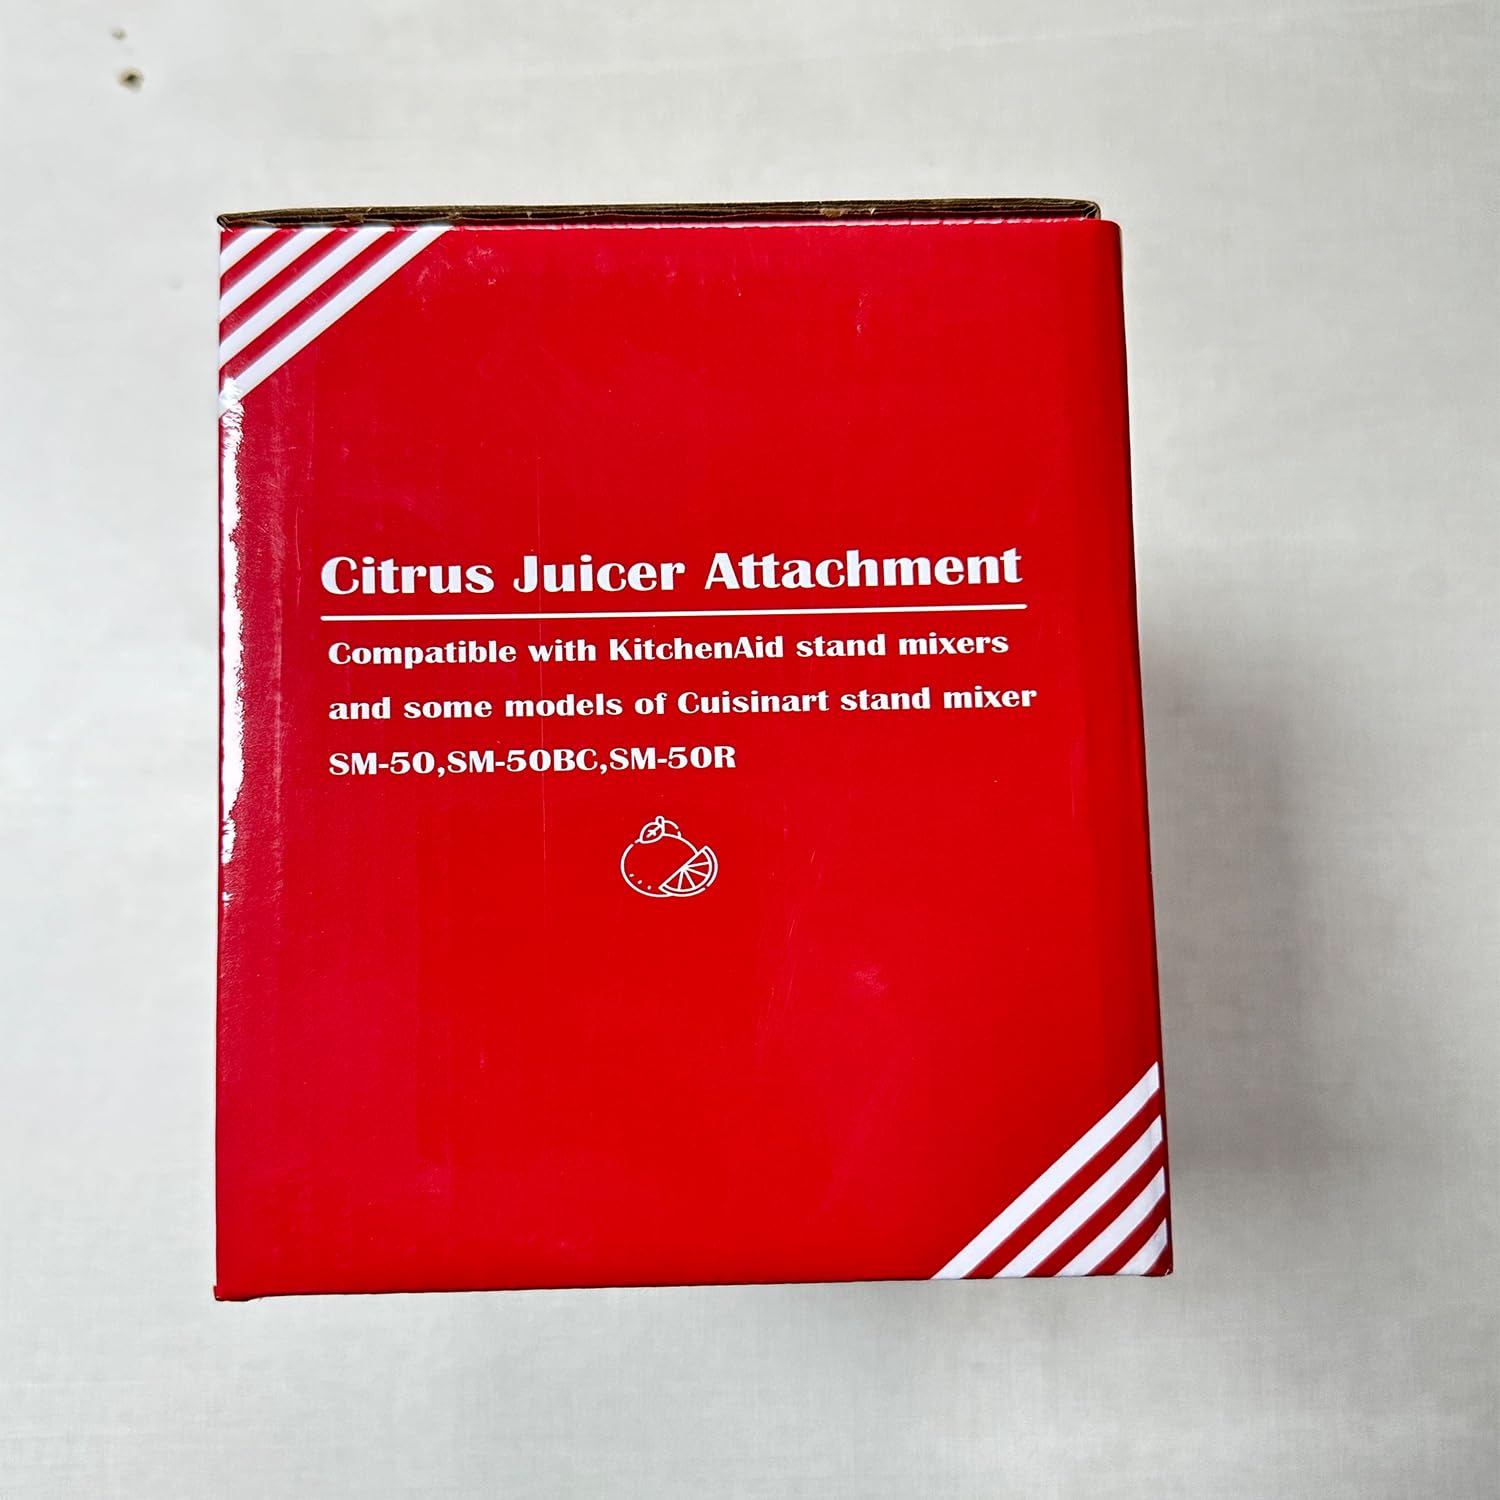 Citrus Juicer Attachment
Compatible with KitchenAid stand mixers
and some models of Cuisinart stand mixer
SM-50,SM-50BC,SM-50R